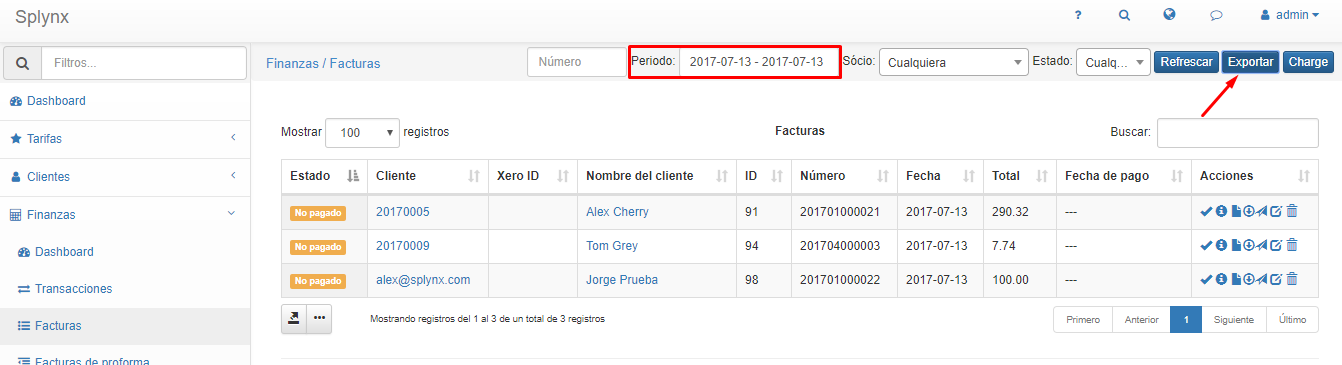 Splynx
?
admin
Filtros...
Finanzas / Facturas
Número
Periodo: 2017-07-13 - 2017-07-13
Sócio: Cualquiera
Estado: Cualq...
Refrescar
Exportar
Charge
Dashboard
Tarifas
Clientes
Finanzas
Dashboard
Transacciones
Facturas
Facturas de proforma
Mostrar 100 registros
Facturas
Buscar:
Estado Cliente Xero ID Nombre del cliente ID Número Fecha Total Fecha de pago Acciones
No pagado 20170005 Alex Cherry 91 201701000021 2017-07-13 290.32 ---
No pagado 20170009 Tom Grey 94 201704000003 2017-07-13 7.74 ---
No pagado alex@splynx.com Jorge Prueba 98 201701000022 2017-07-13 100.00 ---
Mostrando registros del 1 al 3 de un total de 3 registros
Primero Anterior 1 Siguiente Último